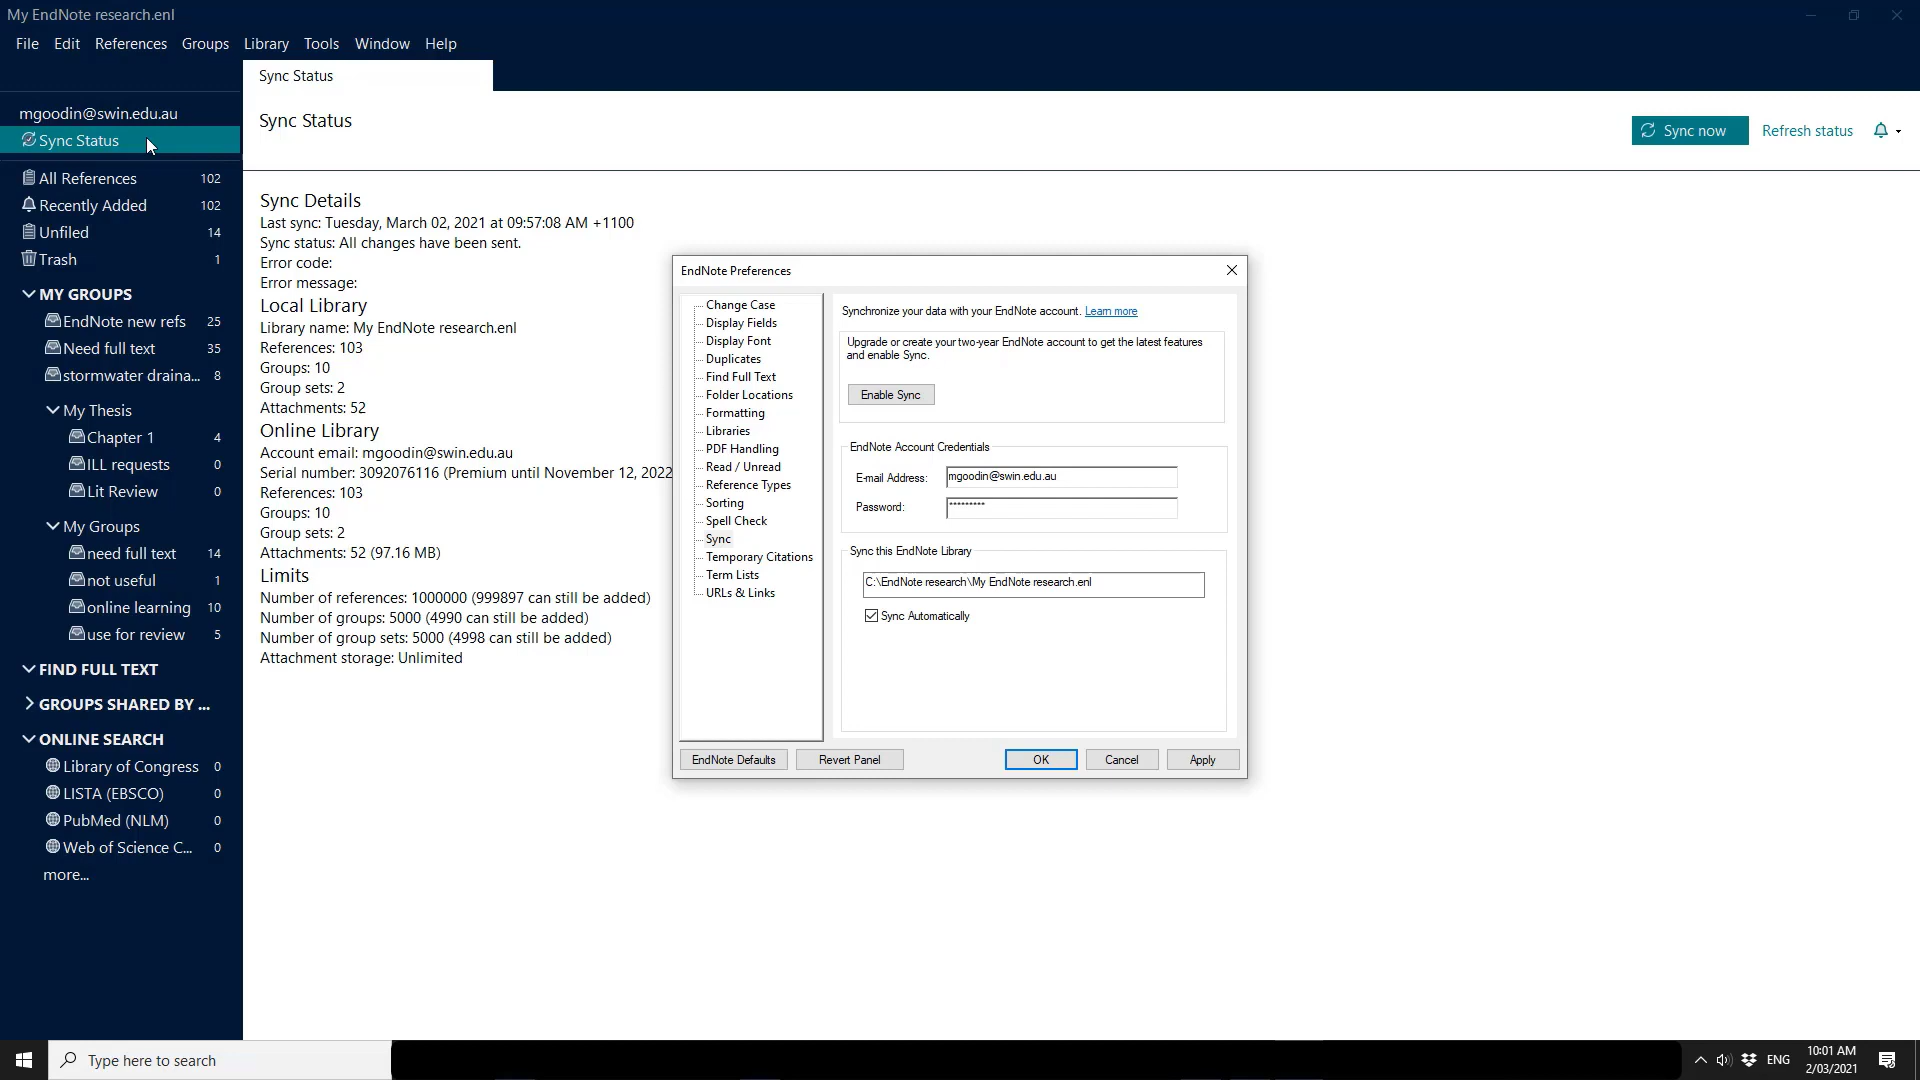 My EndNote research.enl
File Edit References Groups Library Tools Window Help
mgoodin@swin.edu.au
Sync Status
All References 102
Recently Added 102
Unfiled 14
Trash 1
MY GROUPS
EndNote new refs 25
Need full text 35
stormwater draina... 8
My Thesis
Chapter 1 4
ILL requests 0
Lit Review 0
My Groups
need full text 14
not useful 1
online learning 10
use for review 5
FIND FULL TEXT
GROUPS SHARED BY ...
ONLINE SEARCH
Library of Congress 0
LISTA (EBSCO) 0
PubMed (NLM) 0
Web of Science C... 0
more...
Sync Status
Sync Status
Sync now Refresh status
Sync Details
Last sync: Tuesday, March 02, 2021 at 09:57:08 AM +1100
Sync status: All changes have been sent.
Error code:
Error message:
Local Library
Library name: My EndNote research.enl
References: 103
Groups: 10
Group sets: 2
Attachments: 52
Online Library
Account email: mgoodin@swin.edu.au
Serial number: 3092076116 (Premium until November 12, 2022
References: 103
Groups: 10
Group sets: 2
Attachments: 52 (97.16 MB)
Limits
Number of references: 1000000 (999897 can still be added)
Number of groups: 5000 (4990 can still be added)
Number of group sets: 5000 (4998 can still be added)
Attachment storage: Unlimited
EndNote Preferences
Change Case
Display Fields
Display Font
Duplicates
Find Full Text
Folder Locations
Formatting
Libraries
PDF Handling
Read / Unread
Reference Types
Sorting
Spell Check
Sync
Temporary Citations
Term Lists
URLs & Links
Synchronize your data with your EndNote account. Learn more
Upgrade or create your two-year EndNote account to get the latest features
and enable Sync.
Enable Sync
EndNote Account Credentials
E-mail Address: mgoodin@swin.edu.au
Password: *********
Sync this EndNote Library
C:\EndNote research\My EndNote research.enl
Sync Automatically
EndNote Defaults Revert Panel OK Cancel Apply
Type here to search
ENG
10:01 AM
2/03/2021